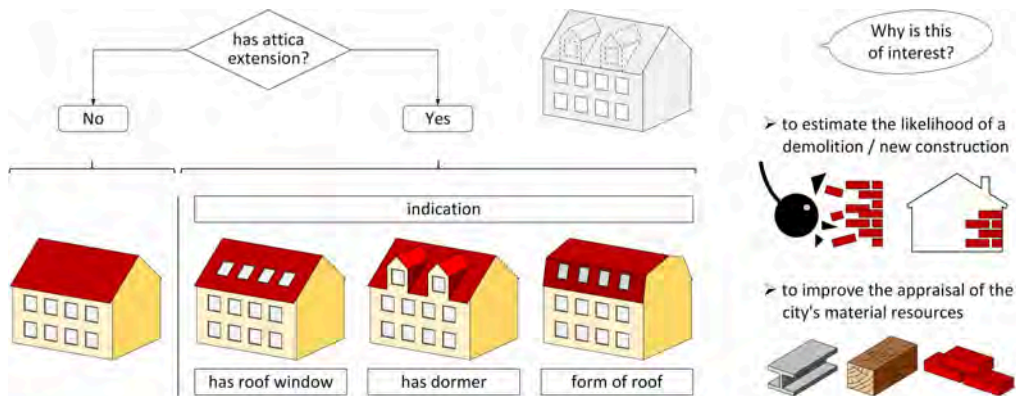 has attica
extension?
No
Yes
indication
has roof window
has dormer
form of roof
Why is this
of interest?
➢ to estimate the likelihood of a
demolition / new construction
➢ to improve the appraisal of the
city's material resources